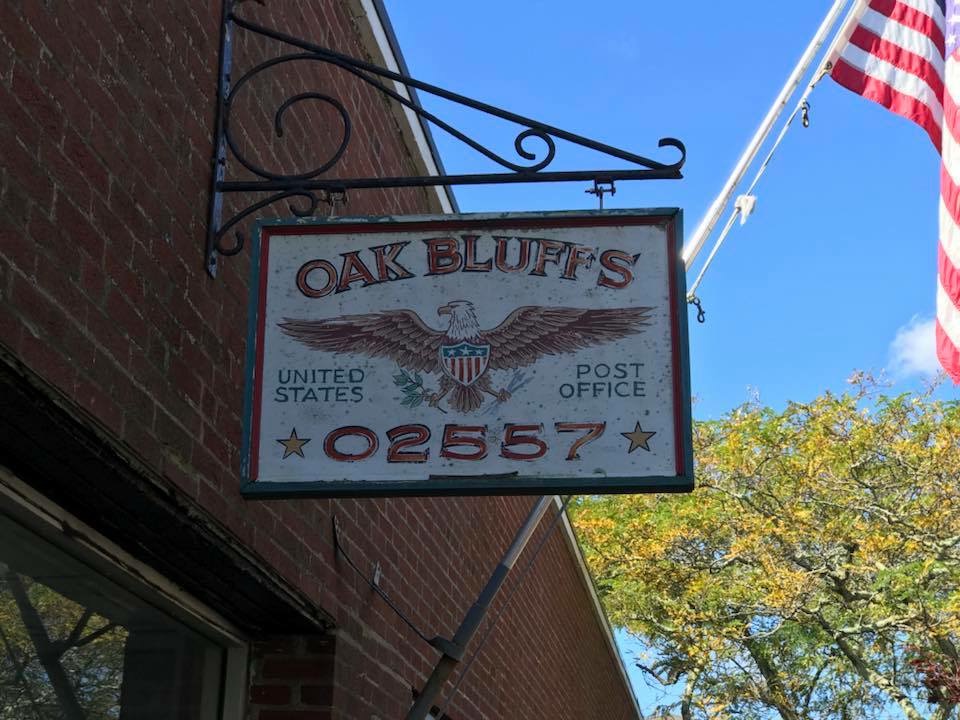 OAK BLUFFS
UNITED STATES
POST OFFICE
02557